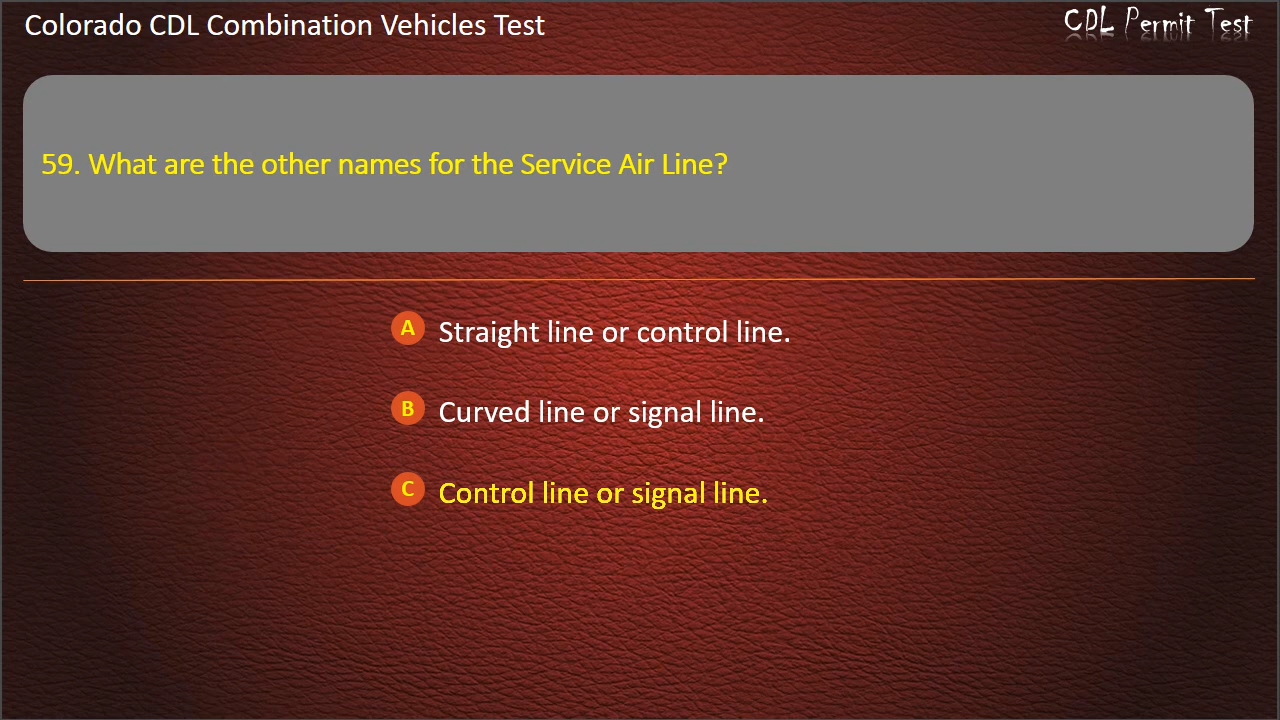 Colorado CDL Combination Vehicles Test
CDL Permit Test
59. What are the other names for the Service Air Line?
A Straight line or control line.
B Curved line or signal line.
C Control line or signal line.